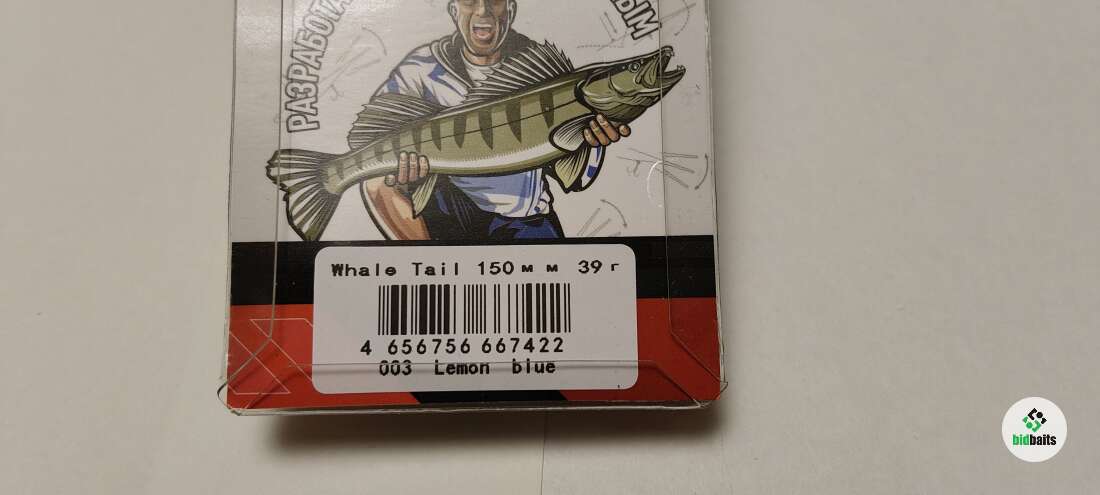 Whale Tail 150мм 39г
4 656756 667422
003 Lemon blue
bidbaits